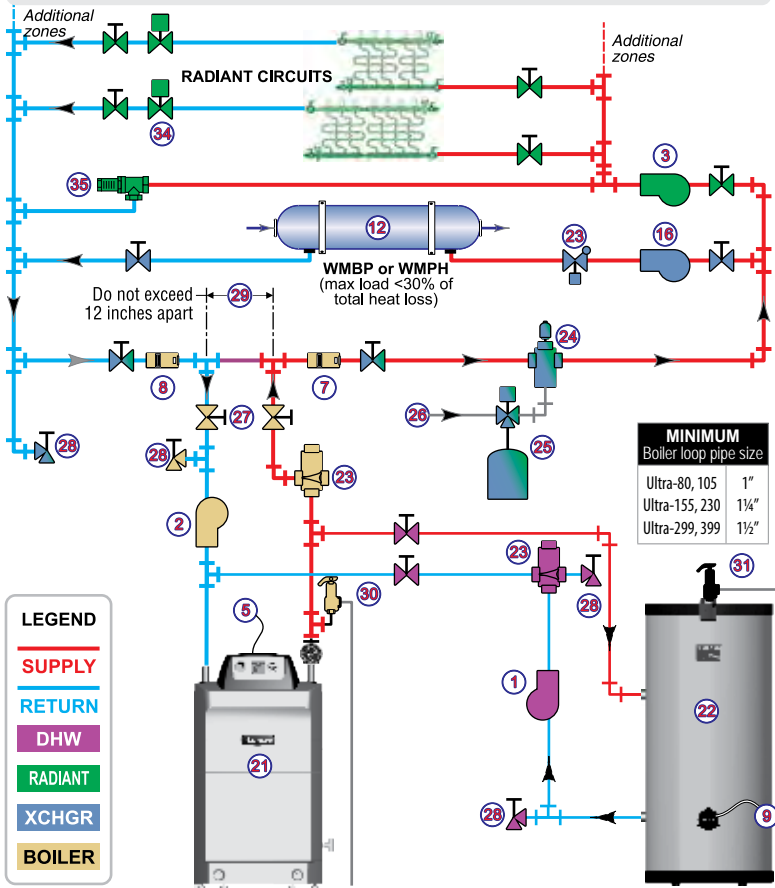 Additional
zones
RADIANT CIRCUITS
Additional
zones
34
3
35
12
23
16
WMBP or WMPH
(max load <30% of
total heat loss)
Do not exceed
12 inches apart
29
24
8
7
26
27
25
28
28
23
2
MINIMUM
Boiler loop pipe size
Ultra-80, 105 1”
Ultra-155, 230 1¼”
Ultra-299, 399 1½”
23
31
30
28
5
LEGEND
SUPPLY
RETURN
DHW
RADIANT
XCHGR
BOILER
1
22
21
28
9